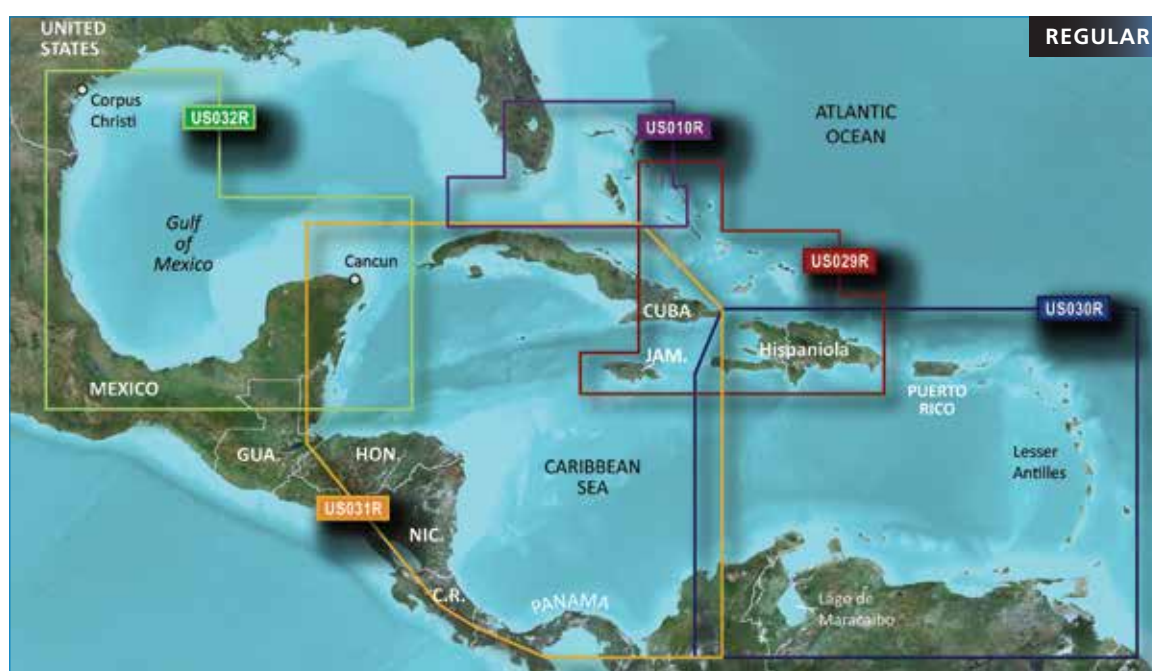 UNITED
STATES
REGULAR
Corpus
Christi
US032R
US010R
ATLANTIC
OCEAN
Gulf
of
Mexico
Cancun
US029R
CUBA
US030R
JAM.
Hispaniola
MEXICO
PUERTO
RICO
GUA.
HON.
CARIBBEAN
SEA
Lesser
Antilles
US031R
NIC.
C.R.
PANAMA
Lago de
Maracaibo